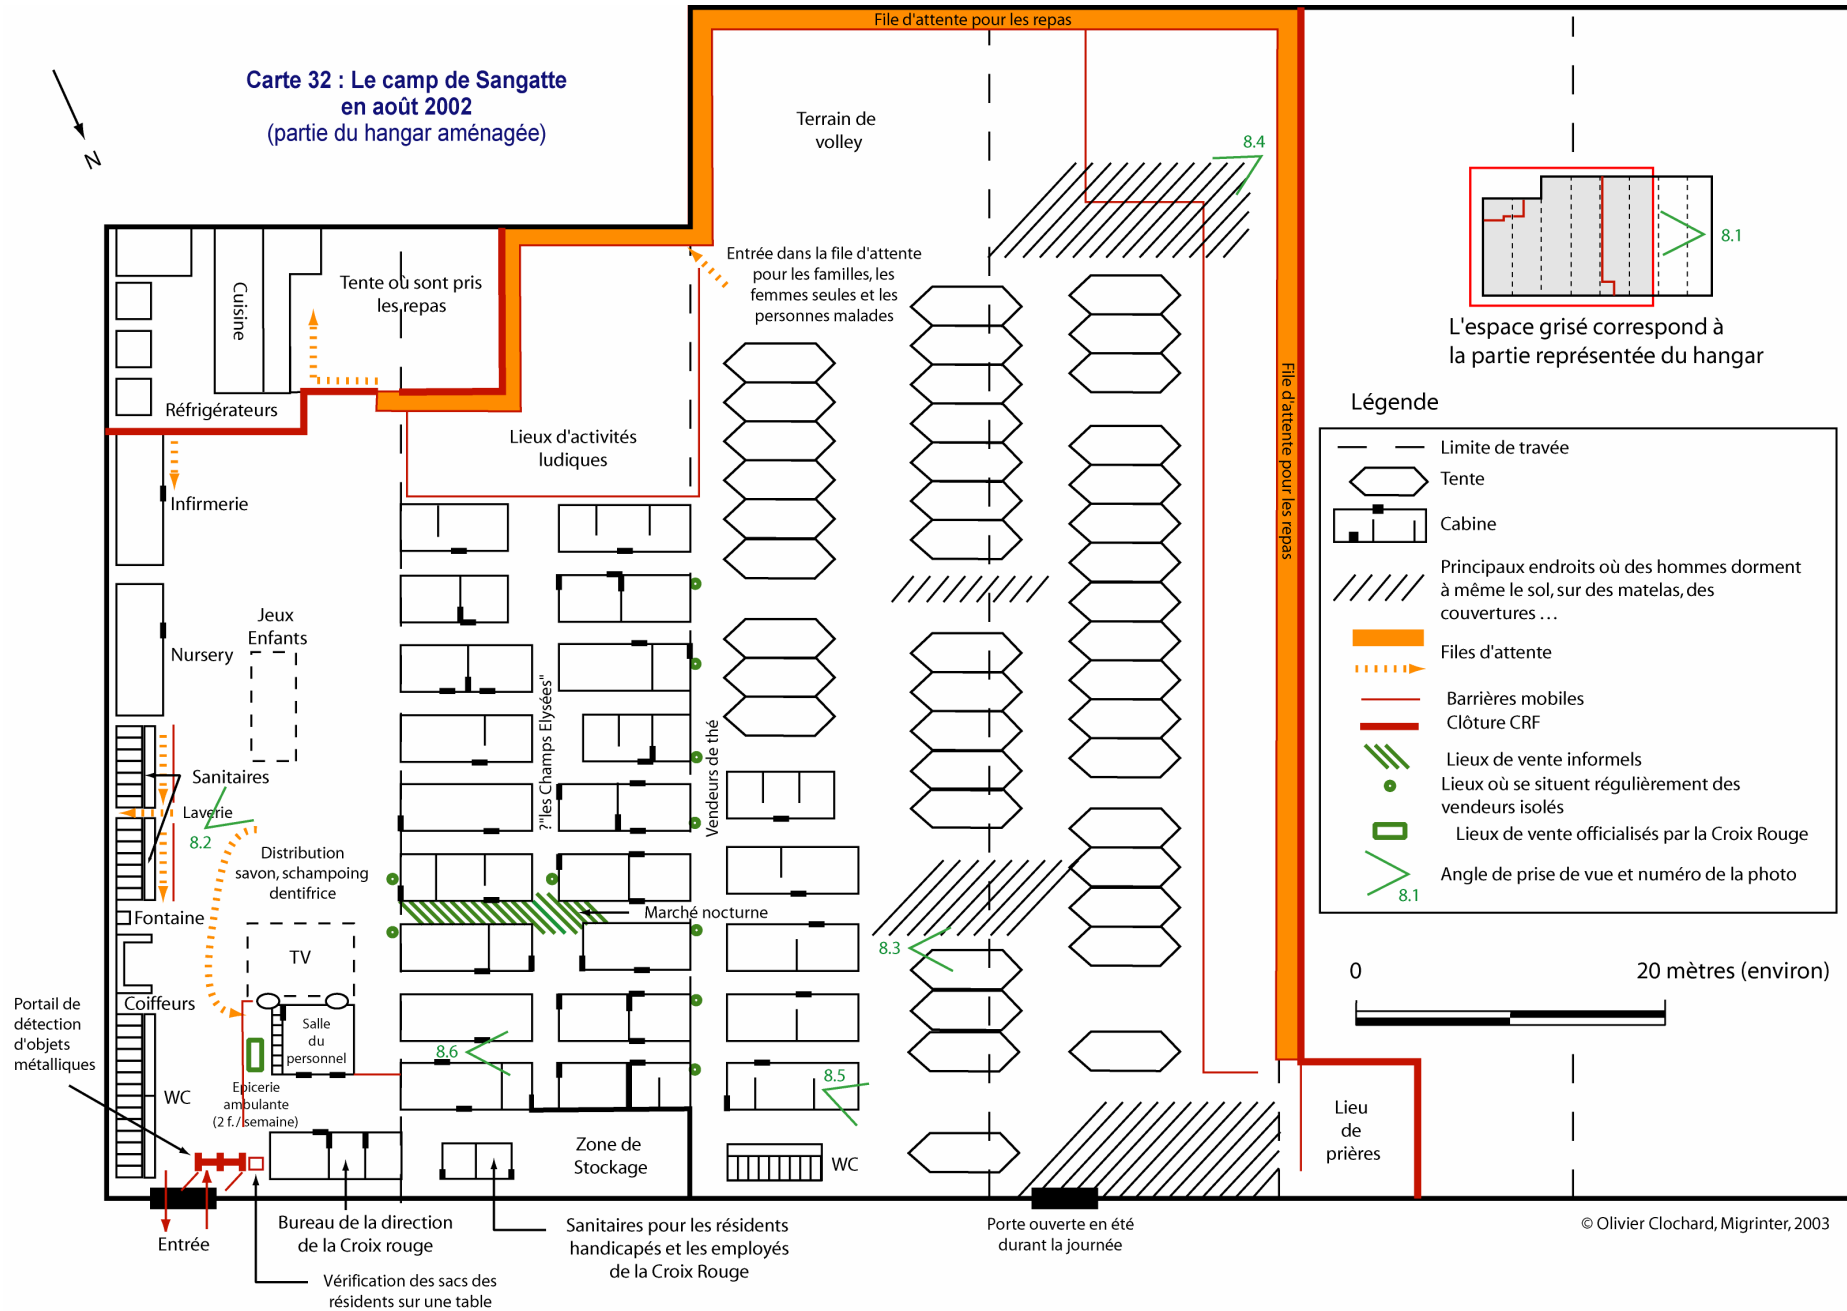 File d'attente pour les repas
Carte 32 : Le camp de Sangatte
en août 2002
(partie du hangar aménagée)
N
Terrain de
volley
8.4
8.1
L'espace grisé correspond à
la partie représentée du hangar
Cuisine
Tente où sont pris
les repas
Entrée dans la file d'attente
pour les familles, les
femmes seules et les
personnes malades
Réfrigérateurs
Lieux d'activités
ludiques
File d'attente pour les repas
Infirmerie
Nursery
Jeux
Enfants
?"les Champs Elysées"
Vendeurs de thé
Sanitaires
Laverie
8.2
Distribution
savon, schampoing
dentifrice
Fontaine
TV
Marché nocturne
8.3
Coiffeurs
Portail de
détection
d'objets
métalliques
Salle
du
personnel
8.6
8.5
WC
Epicerie
ambulante
(2 f./semaine)
Zone de
Stockage
WC
Lieu
de
prières
Entrée
Bureau de la direction
de la Croix rouge
Vérification des sacs des
résidents sur une table
Sanitaires pour les résidents
handicapés et les employés
de la Croix Rouge
Porte ouverte en été
durant la journée
Légende
Limite de travée
Tente
Cabine
Principaux endroits où des hommes dorment
à même le sol, sur des matelas, des
couvertures ...
Files d'attente
Barrières mobiles
Clôture CRF
Lieux de vente informels
Lieux où se situent régulièrement des
vendeurs isolés
Lieux de vente officialisés par la Croix Rouge
Angle de prise de vue et numéro de la photo
8.1
0
20 mètres (environ)
© Olivier Clochard, Migrinter, 2003